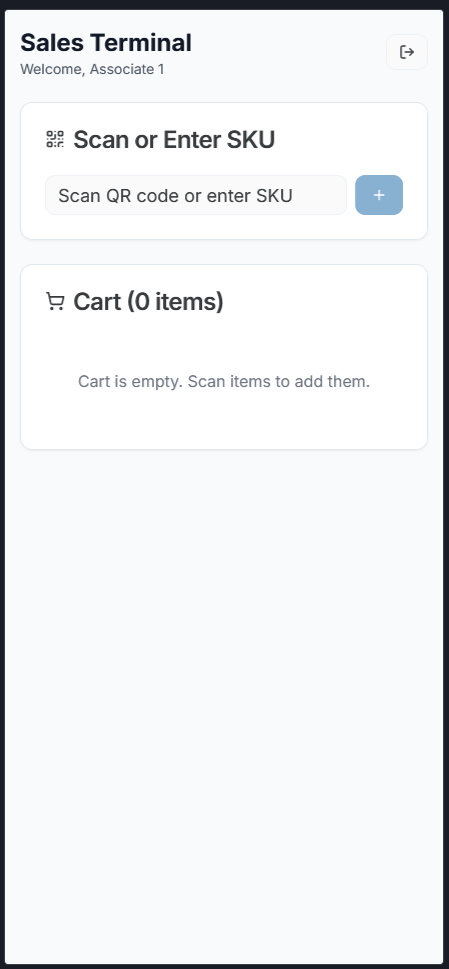 Sales Terminal
Welcome, Associate 1
Scan or Enter SKU
Scan QR code or enter SKU
+
Cart (0 items)
Cart is empty. Scan items to add them.